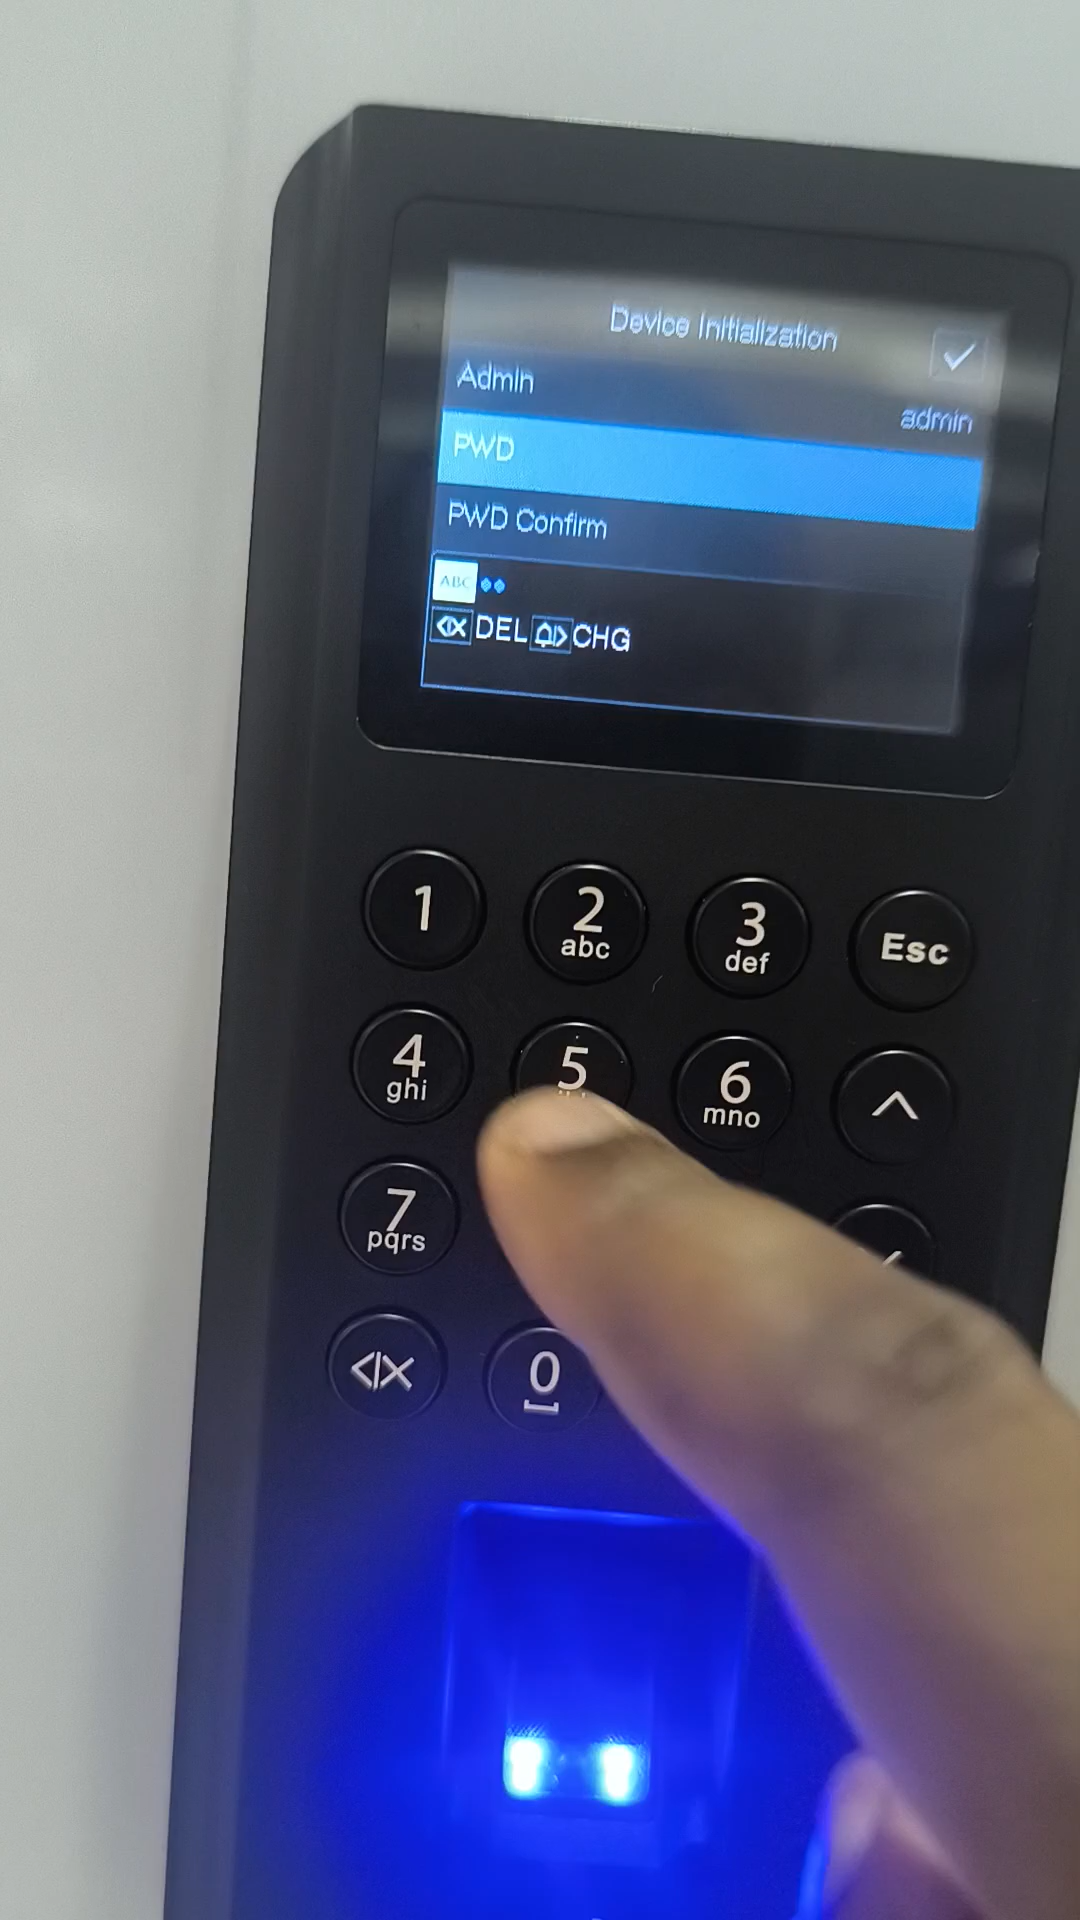 Device Initialization
Admin
admin
PWD
PWD Confirm
ABC
DEL CHG
1
2
abc
3
def
Esc
4
ghi
5
6
mno
7
pqrs
0